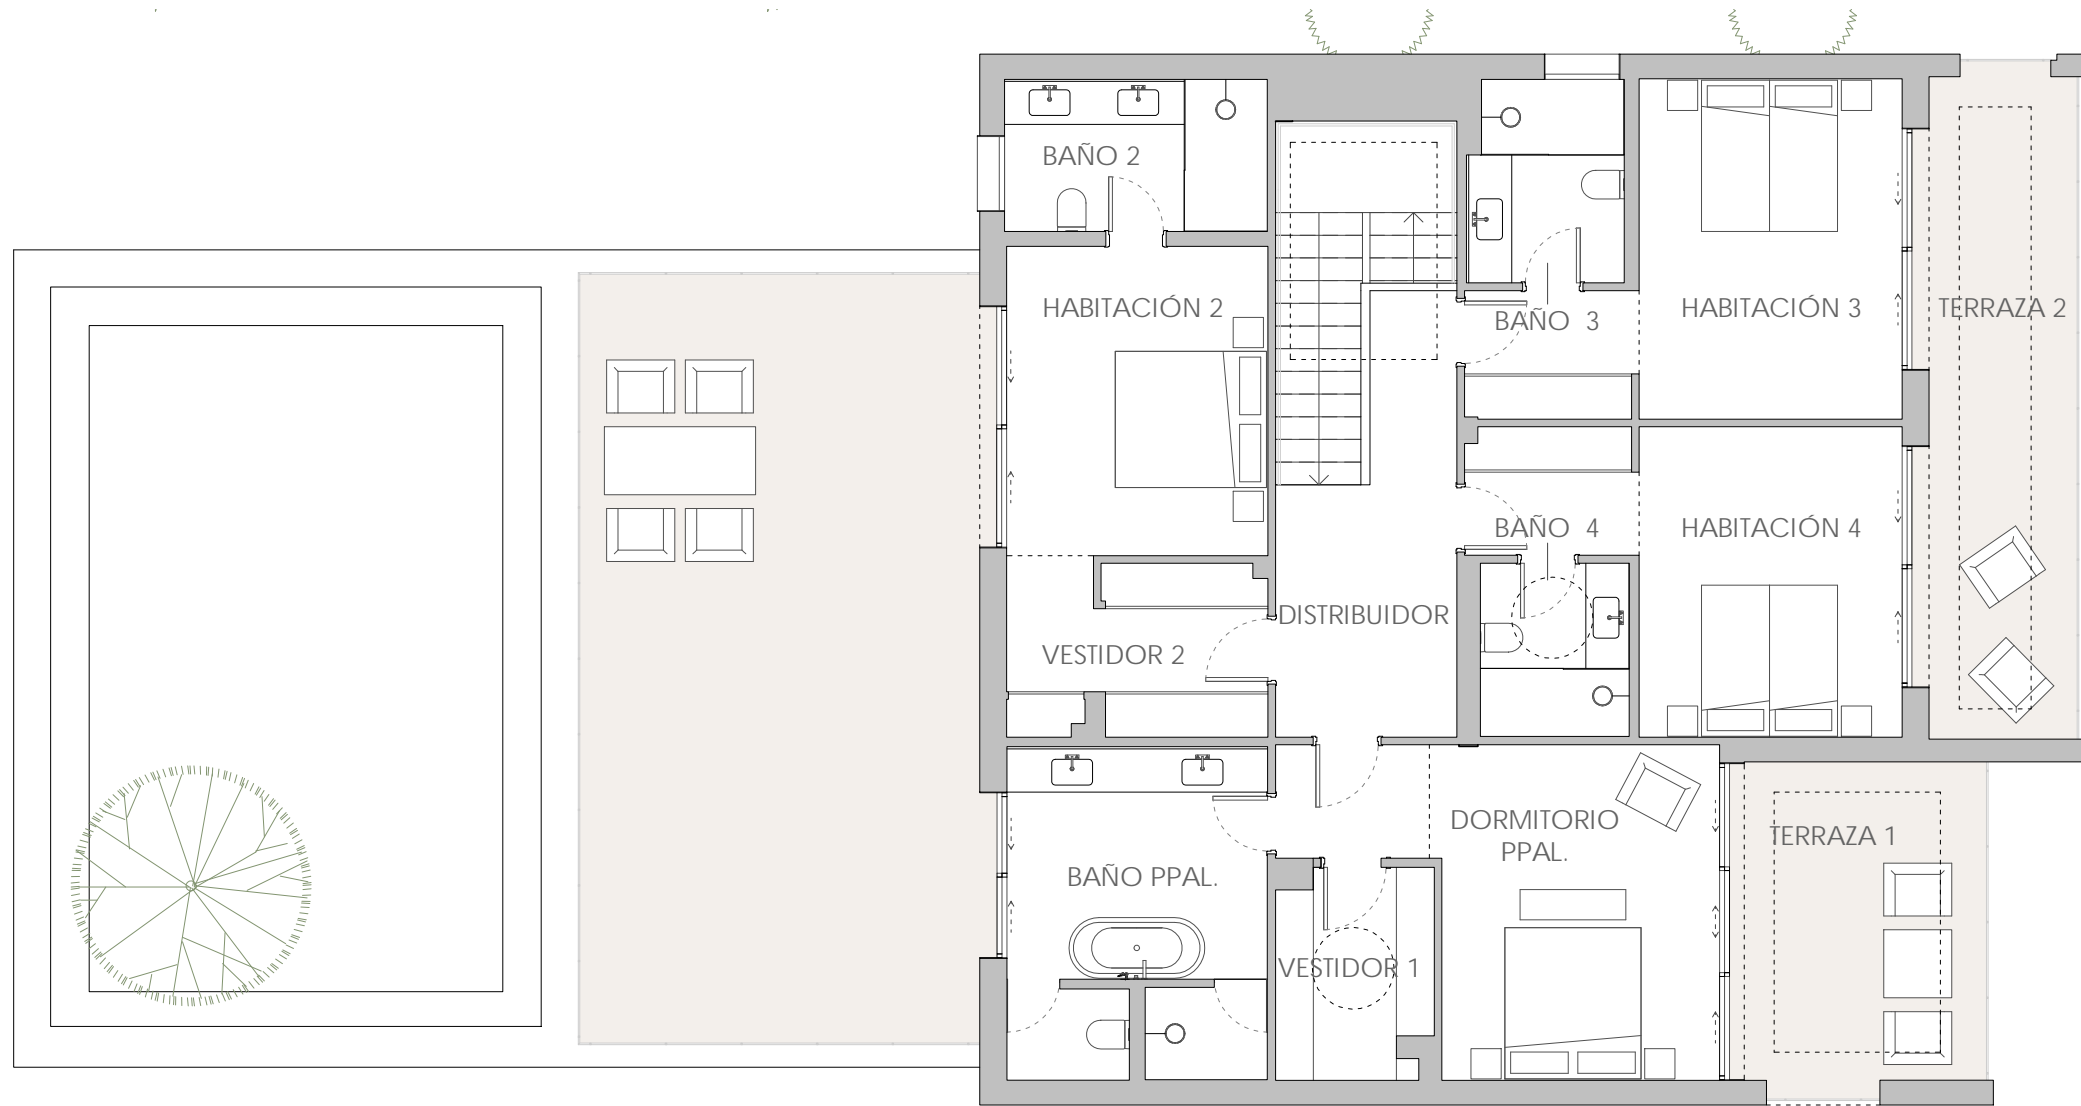 BAÑO 2
HABITACIÓN 2
BAÑO 3
HABITACIÓN 3
TERRAZA 2
BAÑO 4
HABITACIÓN 4
DISTRIBUIDOR
VESTIDOR 2
DORMITORIO
PPAL.
TERRAZA 1
BAÑO PPAL.
VESTIDOR 1